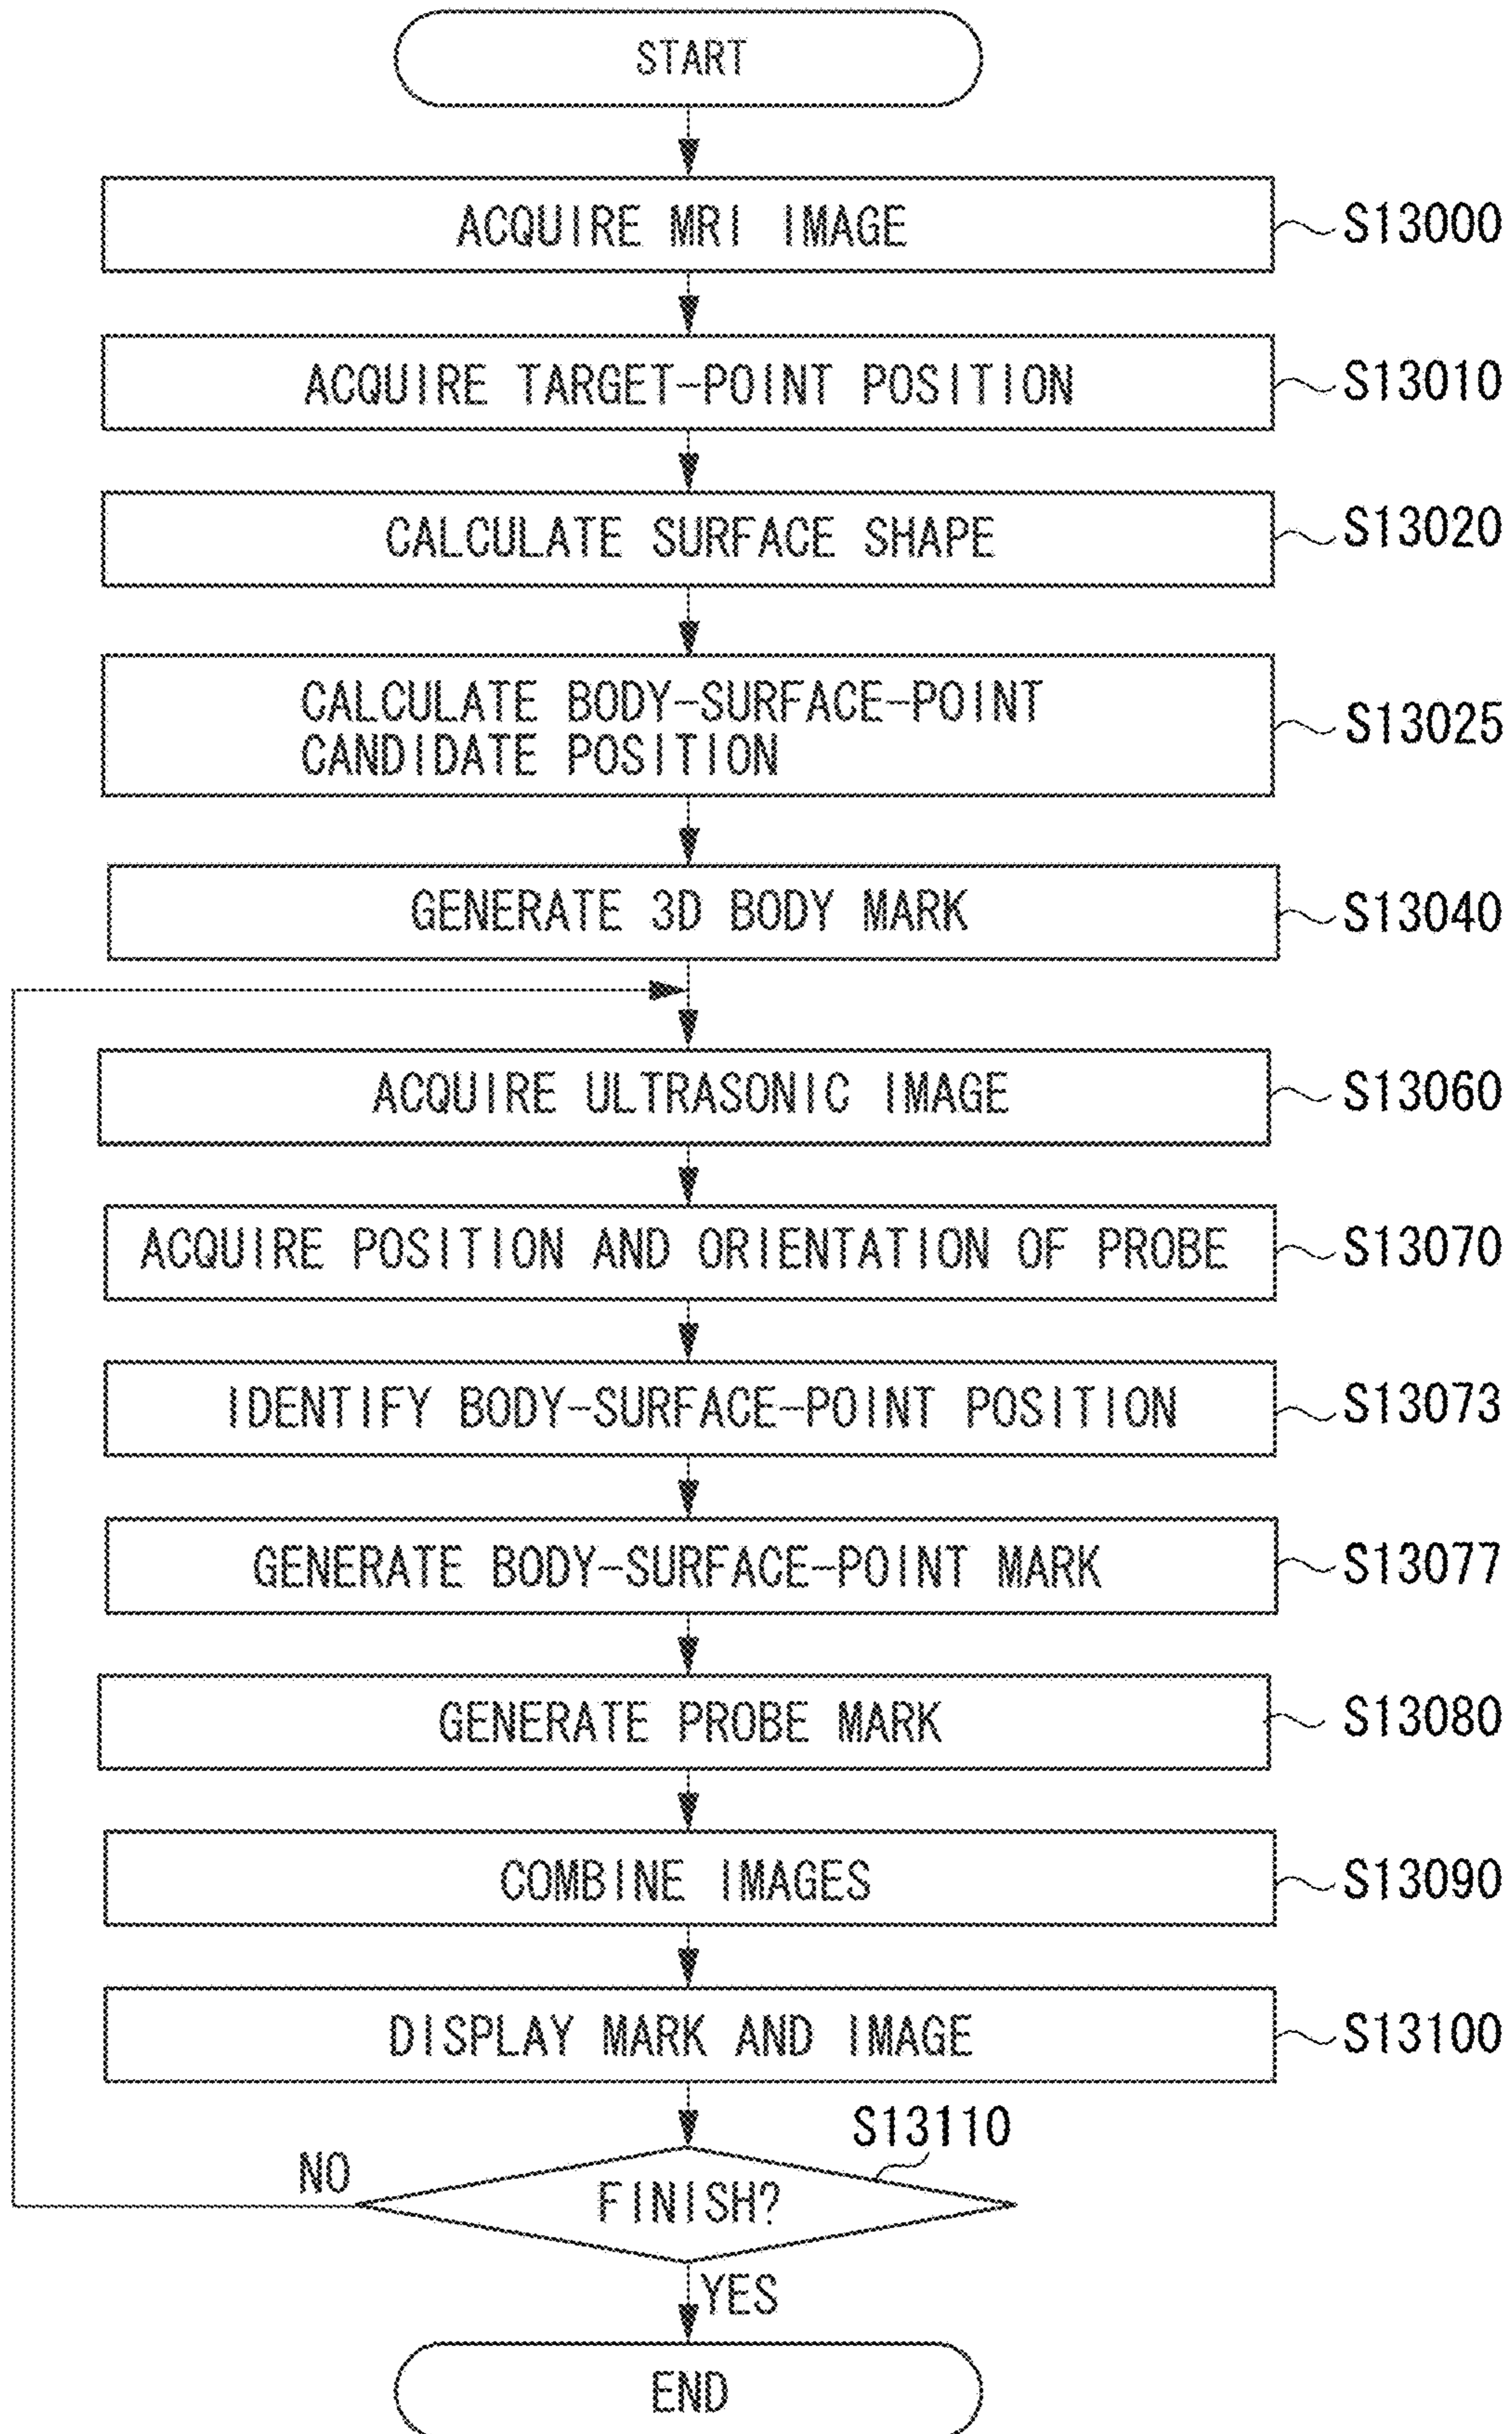 START
ACQUIRE MRI IMAGE
S13000
ACQUIRE TARGET-POINT POSITION
S13010
CALCULATE SURFACE SHAPE
S13020
CALCULATE BODY-SURFACE-POINT
CANDIDATE POSITION
S13025
GENERATE 3D BODY MARK
S13040
ACQUIRE ULTRASONIC IMAGE
S13060
ACQUIRE POSITION AND ORIENTATION OF PROBE
S13070
IDENTIFY BODY-SURFACE-POINT POSITION
S13073
GENERATE BODY-SURFACE-POINT MARK
S13077
GENERATE PROBE MARK
S13080
COMBINE IMAGES
S13090
DISPLAY MARK AND IMAGE
S13100
S13110
NO
FINISH?
YES
END